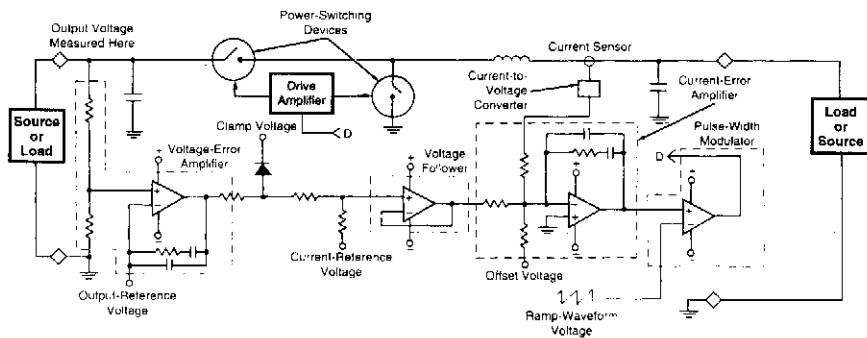 Output Voltage
Measured Here
Power-Switching
Devices
Current Sensor
Current-to-
Voltage
Converter
Current-Error
Amplifier
Drive
Amplifier
Source
or
Load
Clamp Voltage
D
Load
or
Source
Voltage-Error
Amplifier
Voltage
Follower
Pulse-Width
Modulator
D
Current-Reference
Voltage
Offset Voltage
Output-Reference
Voltage
Ramp-Waveform
Voltage